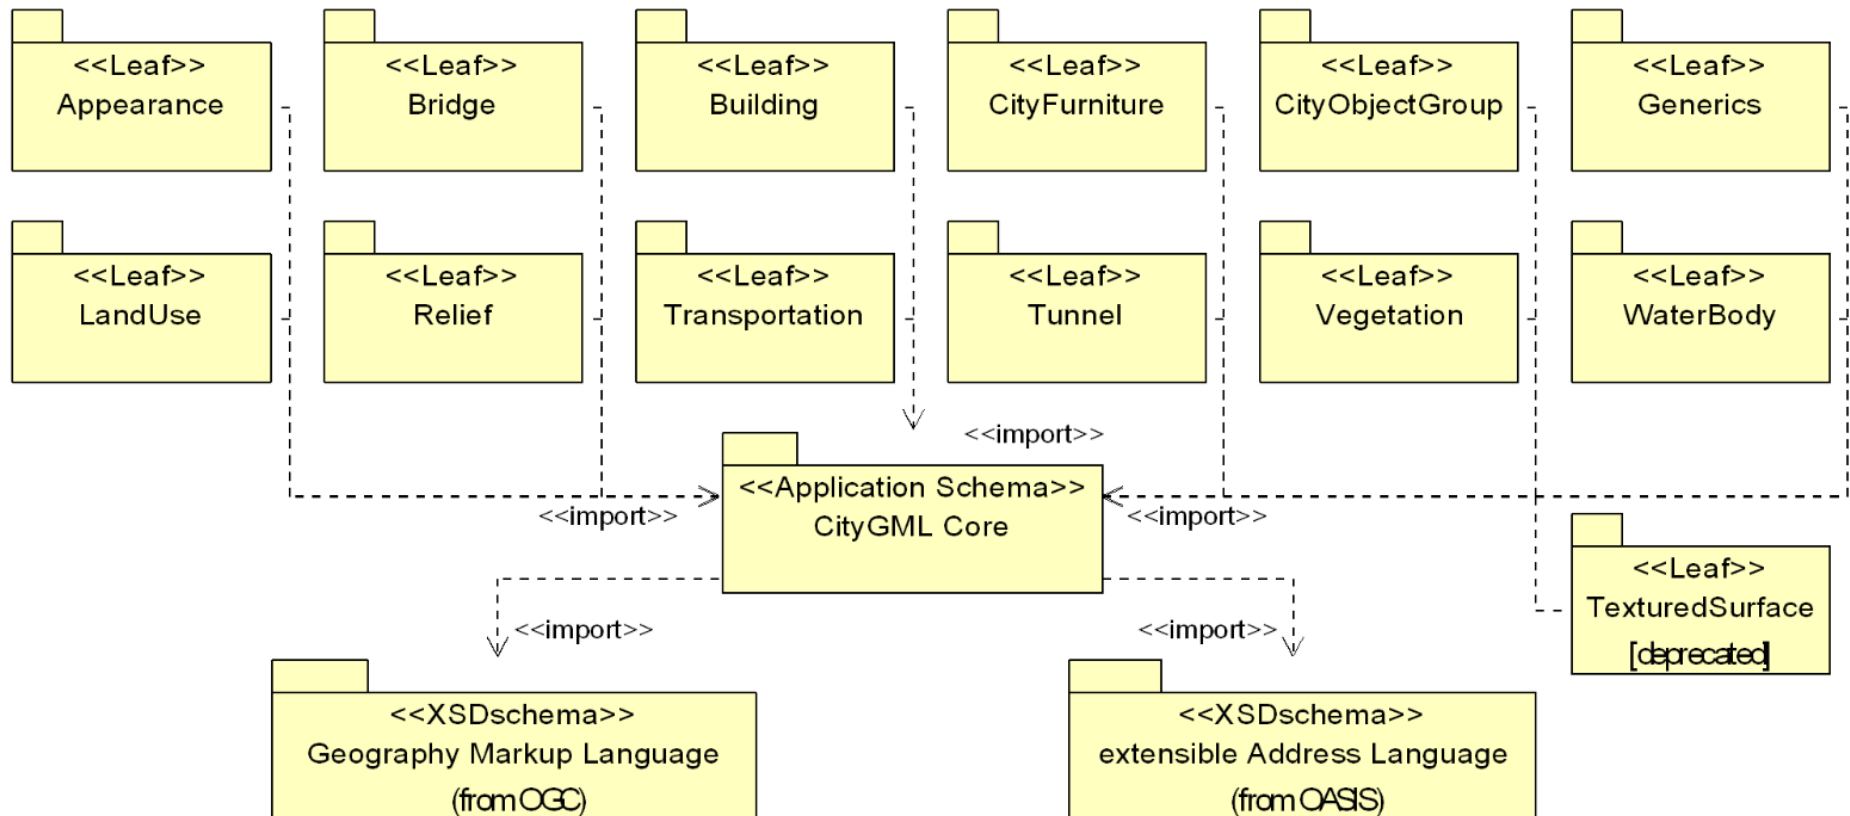 <<Leaf>>
Appearance
<<Leaf>>
Bridge
<<Leaf>>
Building
<<Leaf>>
CityFurniture
<<Leaf>>
CityObjectGroup
<<Leaf>>
Generics
<<Leaf>>
LandUse
<<Leaf>>
Relief
<<Leaf>>
Transportation
<<Leaf>>
Tunnel
<<Leaf>>
Vegetation
<<Leaf>>
WaterBody
<<import>>
<<Application Schema>>
CityGML Core
<<import>>
<<import>>
<<Leaf>>
TexturedSurface
[deprecated]
<<import>>
<<import>>
<<XSDschema>>
Geography Markup Language
(from OGC)
<<XSDschema>>
extensible Address Language
(from OASIS)